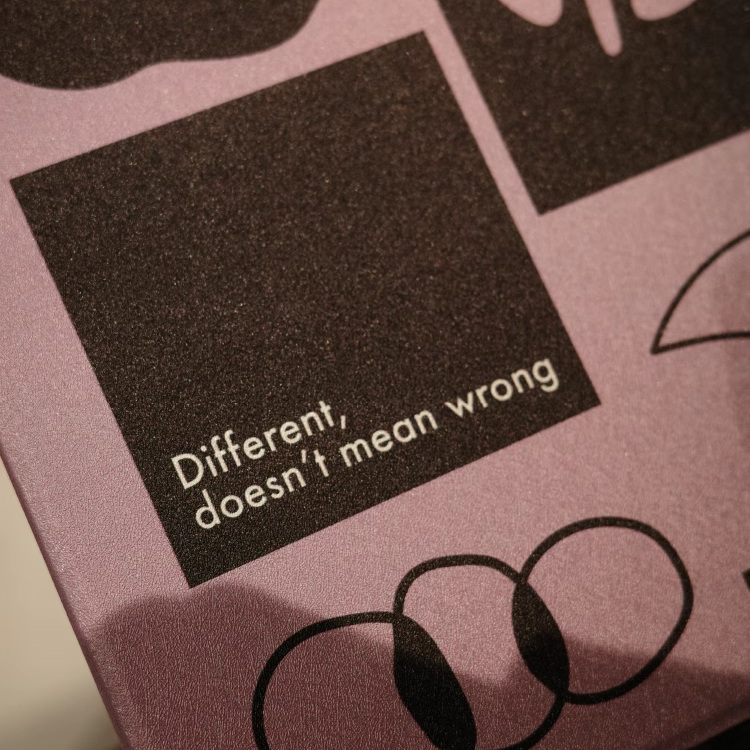 Different,
doesn't mean wrong